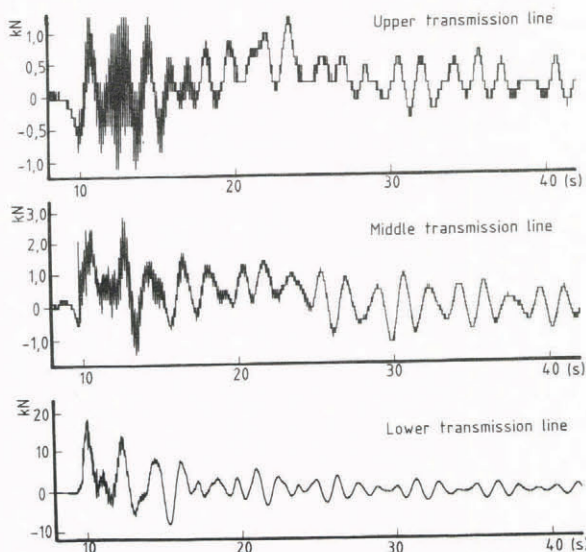 kN
Upper transmission line
1,0
0,5
0
-0,5
-1,0
10
20
30
40 (s)
kN
Middle transmission line
3,0
2,0
1,0
0
-1,0
10
20
30
40 (s)
kN
Lower transmission line
20
10
0
-10
10
20
30
40 (s)